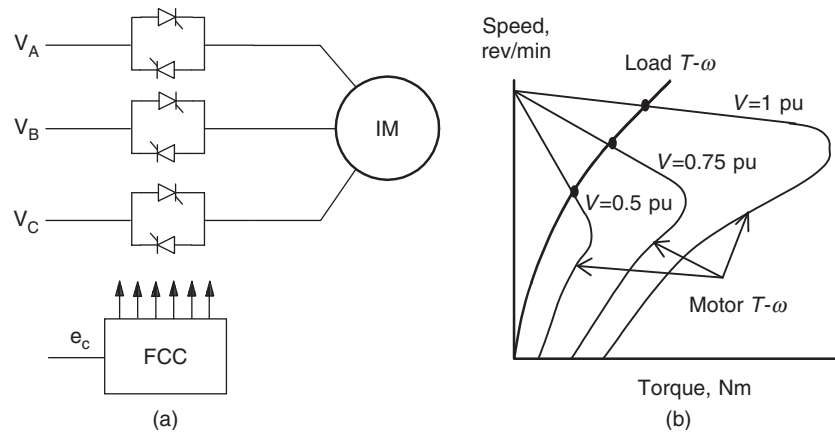 V_A
V_B
V_C
IM
e_c
FCC
(a)
Speed,
rev/min
Load T-ω
V=1 pu
V=0.75 pu
V=0.5 pu
Motor T-ω
Torque, Nm
(b)